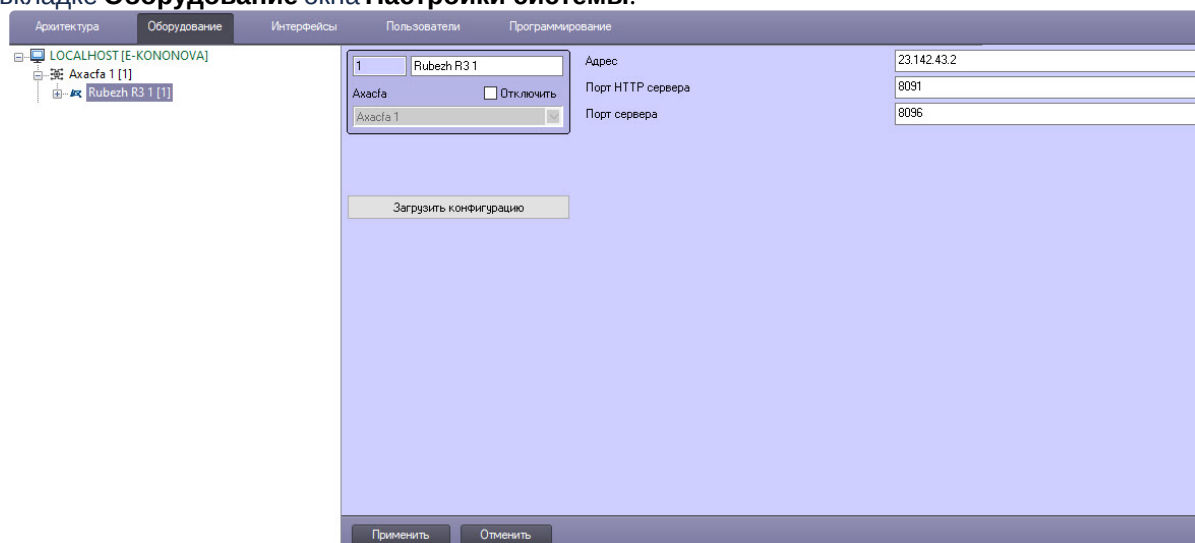 вкладке Оборудование окна Настройки системы.
Архитектура Оборудование Интерфейсы Пользователи Программирование
LOCALHOST [E-KONONOVA]
Axacfa 1 [1]
Rubezh R3 1 [1]
1 Rubezh R3 1
Axacfa Отключить
Axacfa 1
Загрузить конфигурацию
Адрес 23.142.43.2
Порт HTTP сервера 8091
Порт сервера 8096
Применить Отменить